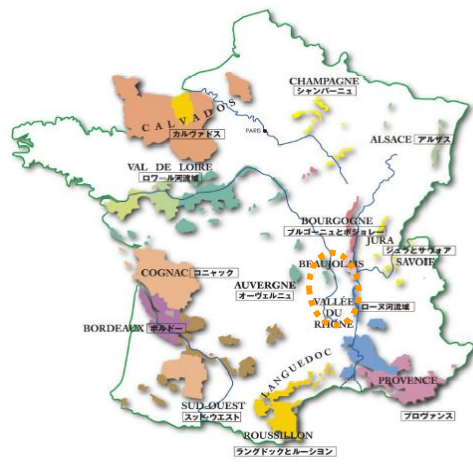 CHAMPAGNE
シャンパーニュ
CALVADOS
カルヴァドス
PARIS
ALSACE アルザス
VAL DE LOIRE
ロワール河流域
BOURGOGNE
ブルゴーニュとボジョレー
JURA
ジュラとサヴォア
SAVOIE
BEAUJOLAIS
COGNAC コニャック
AUVERGNE
オーヴェルニュ
VALLÉE
DU
RHÔNE
ローヌ河流域
BORDEAUX ボルドー
LANGUEDOC
PROVENCE
プロヴァンス
SUD-OUEST
スッド・ウエスト
ROUSSILLON
ラングドックとルーション